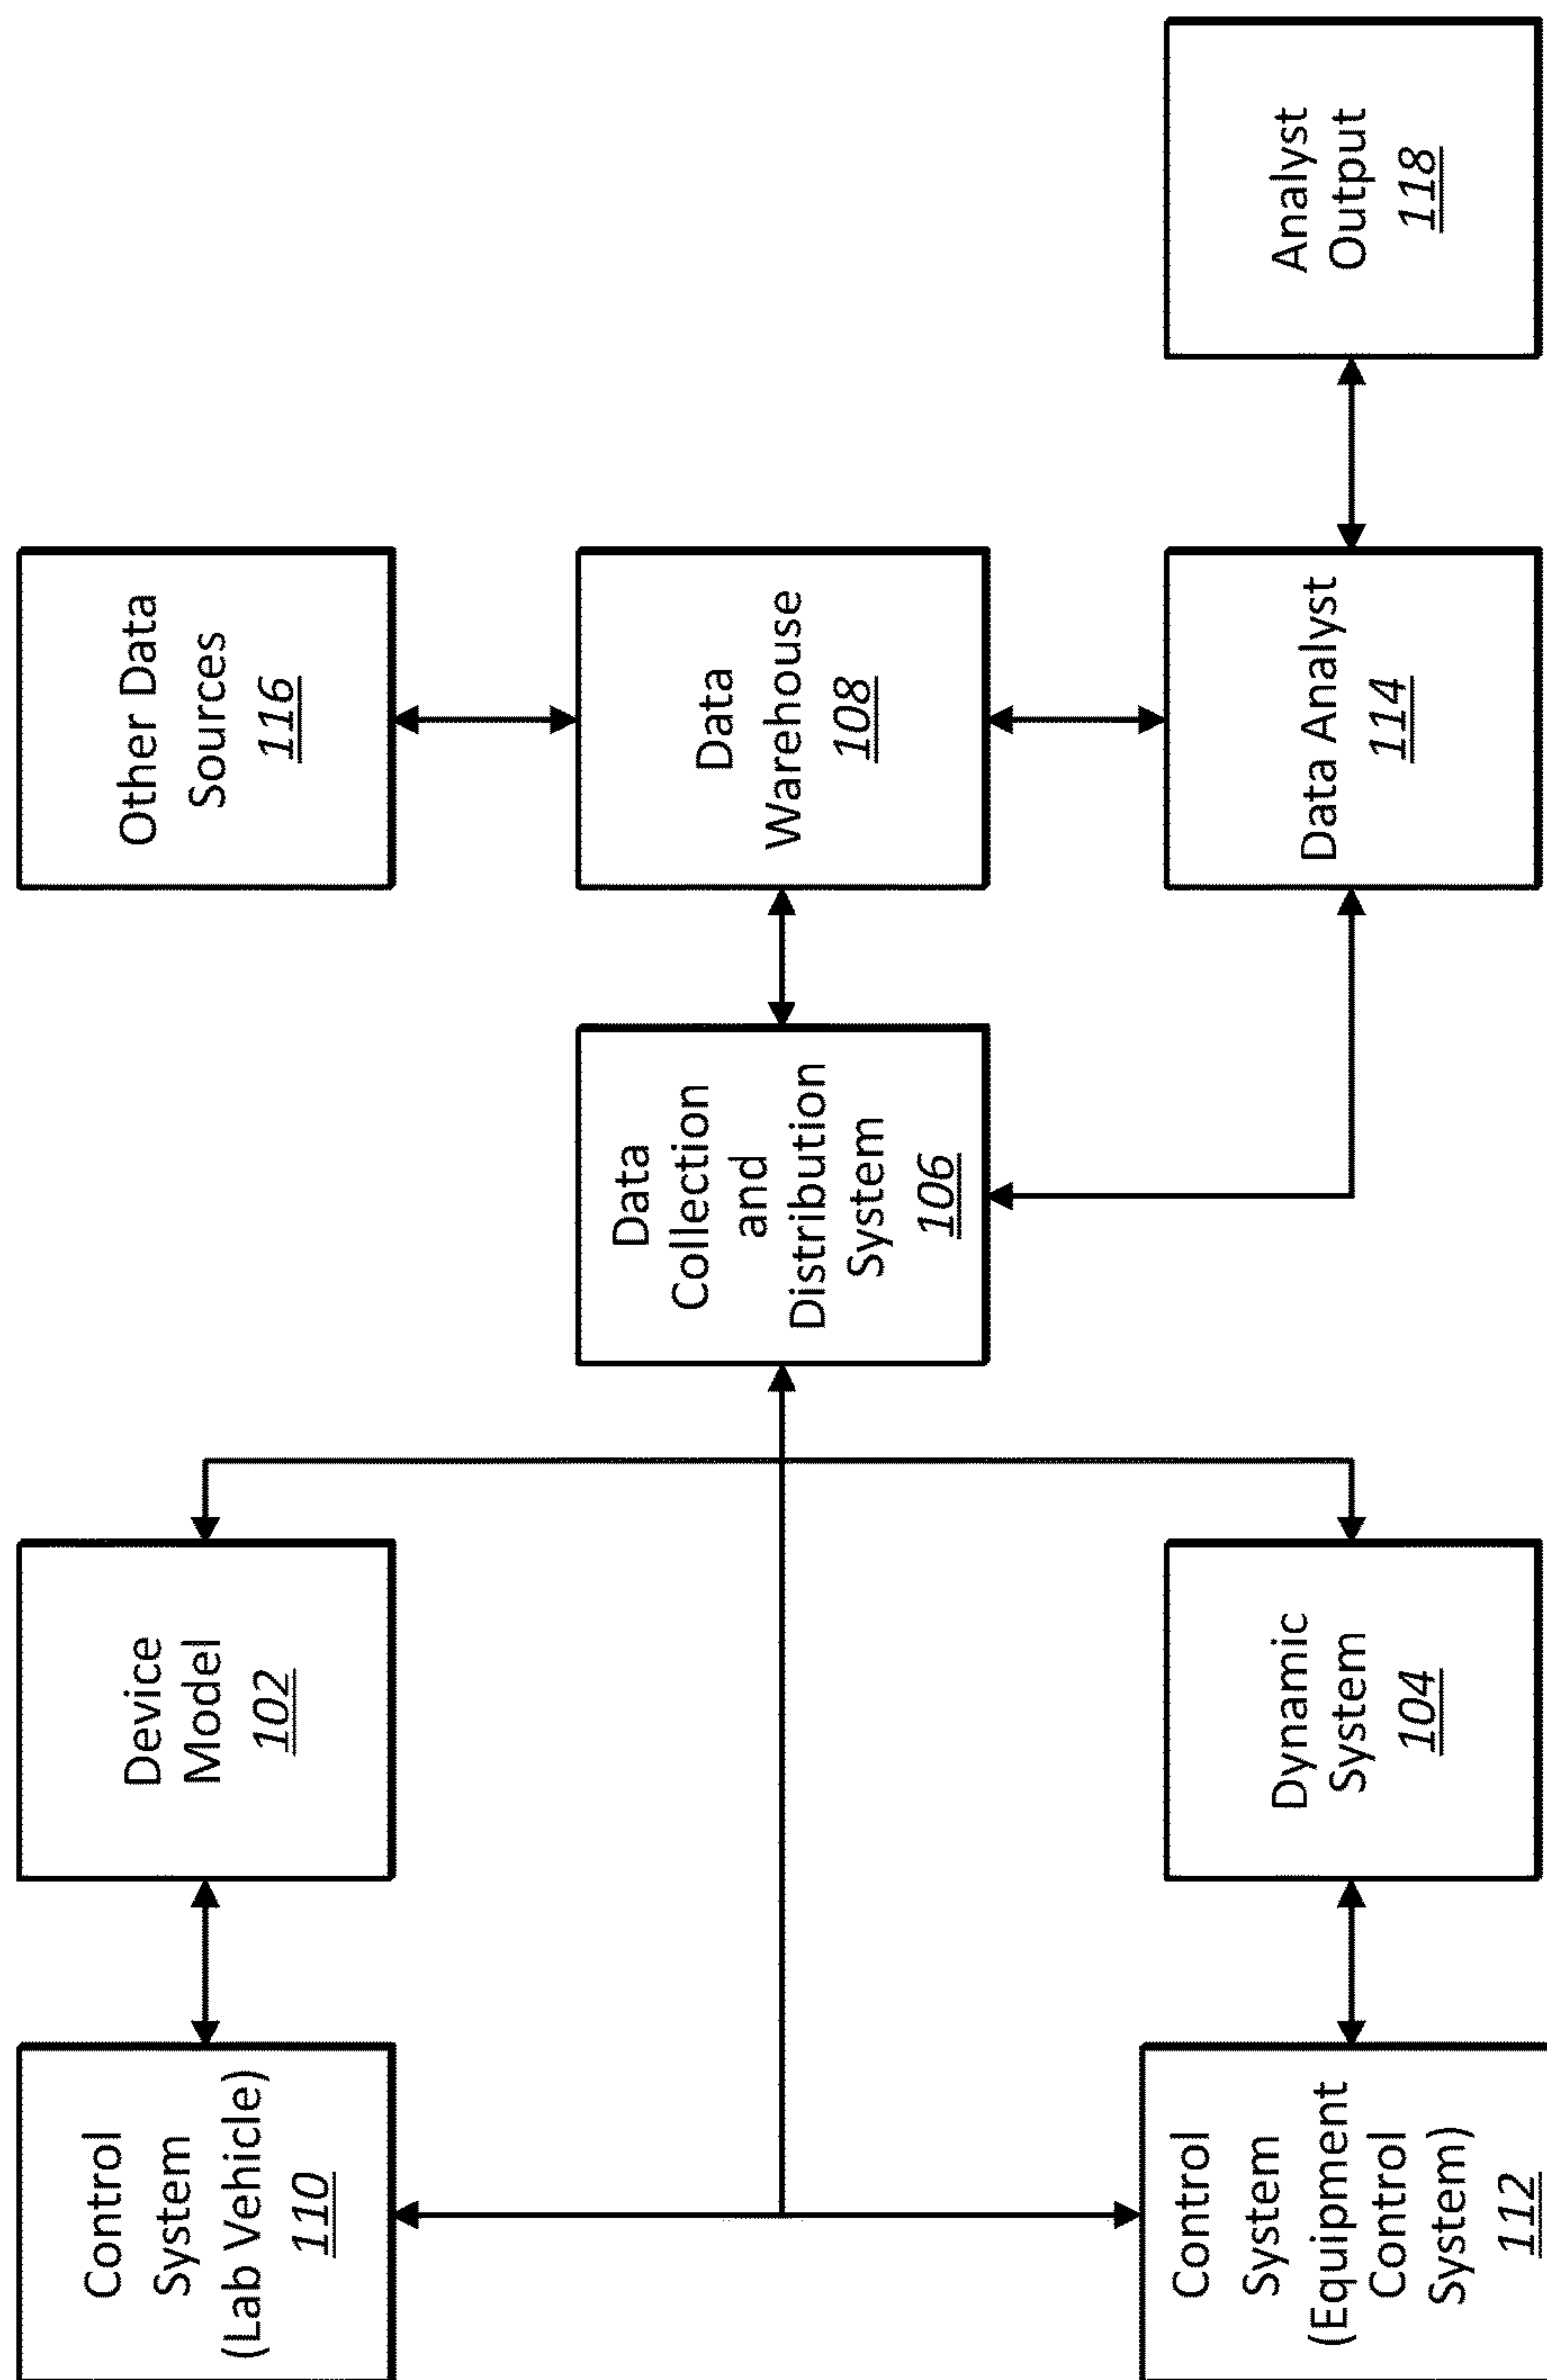 Control
System
(Lab Vehicle)
110
Device
Model
102
Other Data
Sources
116
Data
Collection
and
Distribution
System
106
Data
Warehouse
108
Control
System
(Equipment
Control
System)
112
Dynamic
System
104
Data Analyst
114
Analyst
Output
118